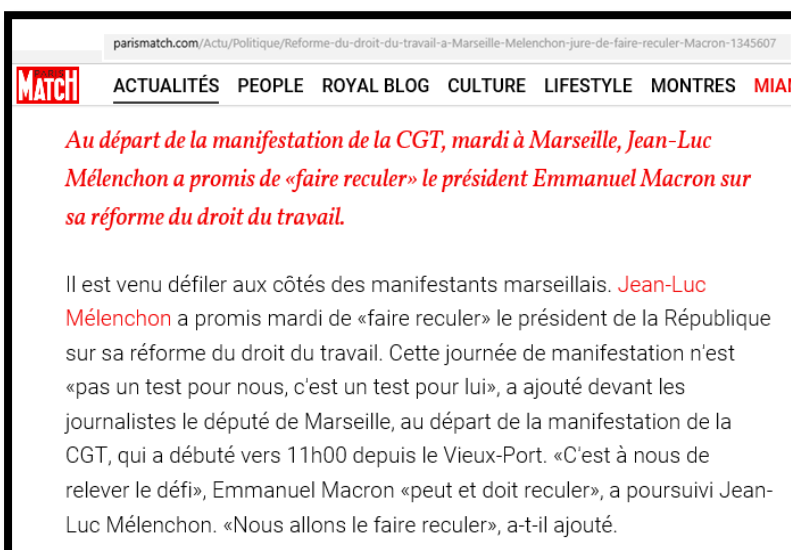 parismatch.com/Actu/Politique/Reforme-du-droit-du-travail-a-Marseille-Melenchon-jure-de-faire-reculer-Macron-1345607
PARIS MATCH ACTUALITÉS PEOPLE ROYAL BLOG CULTURE LIFESTYLE MONTRES MIAM
Au départ de la manifestation de la CGT, mardi à Marseille, Jean-Luc
Mélenchon a promis de «faire reculer» le président Emmanuel Macron sur
sa réforme du droit du travail.
Il est venu défiler aux côtés des manifestants marseillais. Jean-Luc
Mélenchon a promis mardi de «faire reculer» le président de la République
sur sa réforme du droit du travail. Cette journée de manifestation n'est
«pas un test pour nous, c'est un test pour lui», a ajouté devant les
journalistes le député de Marseille, au départ de la manifestation de la
CGT, qui a débuté vers 11h00 depuis le Vieux-Port. «C'est à nous de
relever le défi», Emmanuel Macron «peut et doit reculer», a poursuivi Jean-
Luc Mélenchon. «Nous allons le faire reculer», a-t-il ajouté.